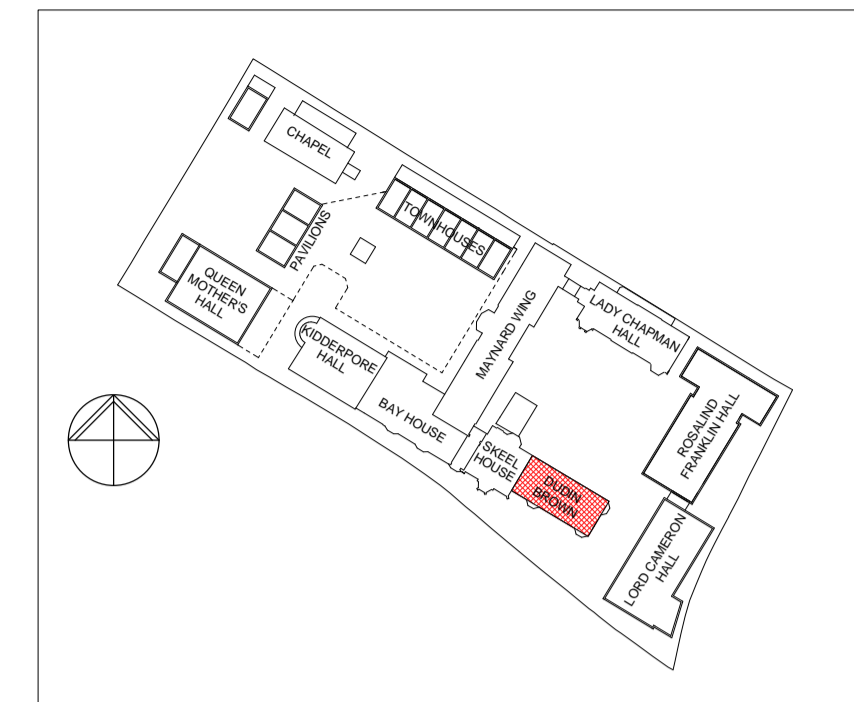 CHAPEL
TOWNHOUSES
PAVILIONS
QUEEN
MOTHER'S
HALL
KIDDERPORE
HALL
BAY HOUSE
MAYNARD WING
LADY CHAPMAN
HALL
SKEEL
HOUSE
DUDIN
BROWN
ROSALIND
FRANKLIN HALL
LORD CAMERON
HALL